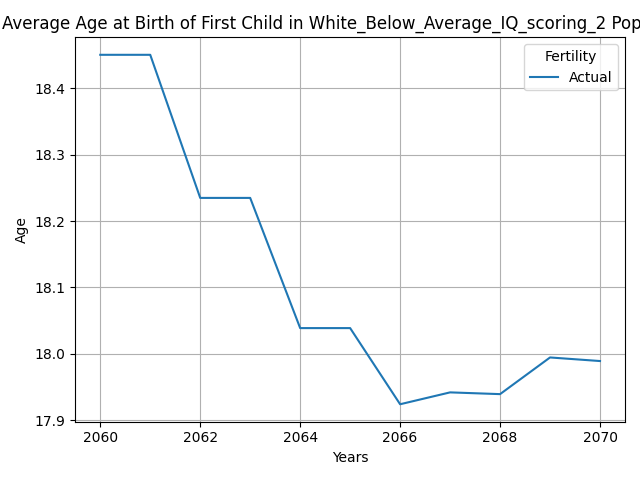 Average Age at Birth of First Child in White_Below_Average_IQ_scoring_2 Pop
Fertility
Actual
18.4
18.3
18.2
18.1
18.0
17.9
Age
2060 2062 2064 2066 2068 2070
Years